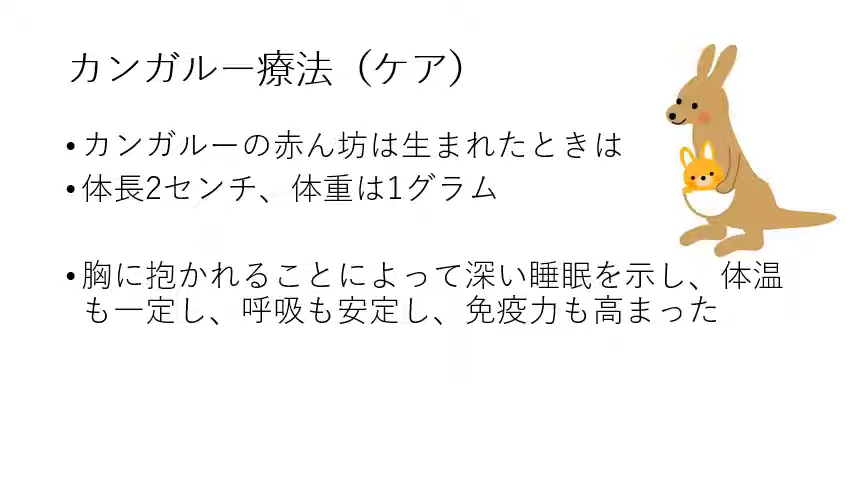 カンガルー療法（ケア）
•カンガルーの赤ん坊は生まれたときは
•体長2センチ、体重は1グラム
•胸に抱かれることによって深い睡眠を示し、体温
も一定し、呼吸も安定し、免疫力も高まった